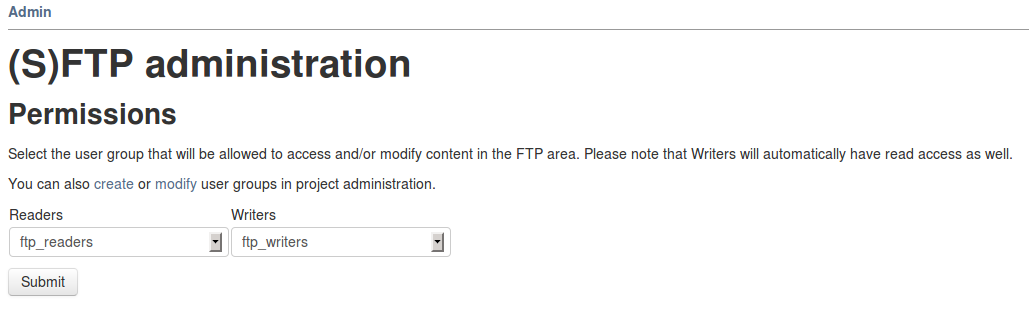 Admin
(S)FTP administration
Permissions
Select the user group that will be allowed to access and/or modify content in the FTP area. Please note that Writers will automatically have read access as well.
You can also create or modify user groups in project administration.
Readers Writers
ftp_readers ftp_writers
Submit